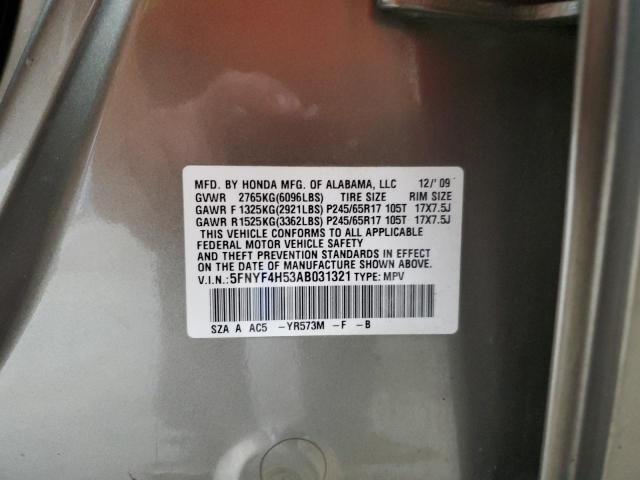 MFD. BY HONDA MFG. OF ALABAMA, LLC 12/'09
GVWR 2765KG(6096LBS) TIRE SIZE RIM SIZE
GAWR F 1325KG(2921LBS) P245/65R17 105T 17X7.5J
GAWR R1525KG(3362LBS) P245/65R17 105T 17X7.5J
THIS VEHICLE CONFORMS TO ALL APPLICABLE
FEDERAL MOTOR VEHICLE SAFETY
AND THEFT PREVENTION STANDARDS IN EFFECT
ON THE DATE OF MANUFACTURE SHOWN ABOVE.
V.I.N.:5FNYF4H53AB031321 TYPE: MPV
SZA A AC5 -YR573M -F -B